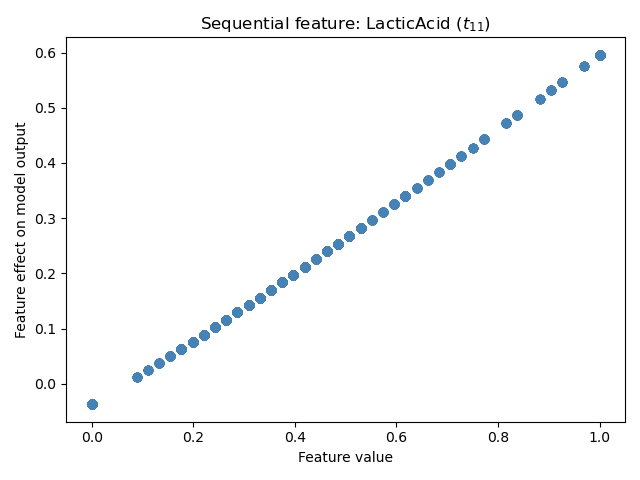 Sequential feature: LacticAcid (t₁₁)
Feature effect on model output
0.6
0.5
0.4
0.3
0.2
0.1
0.0
0.0 0.2 0.4 0.6 0.8 1.0
Feature value